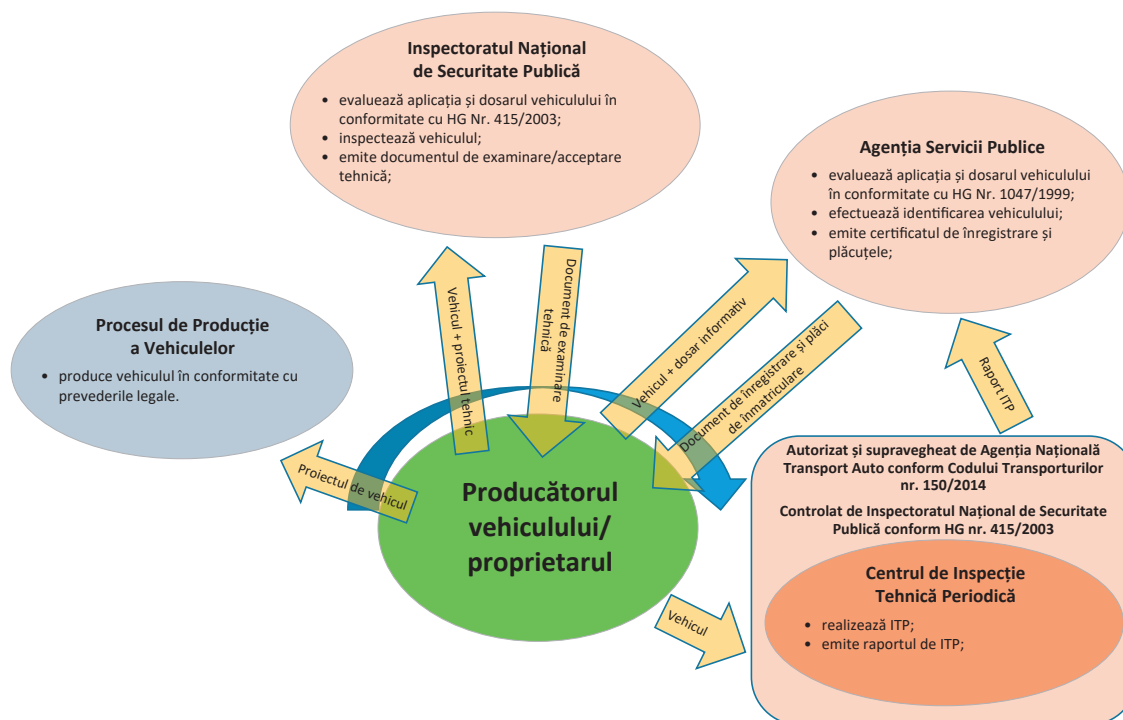 Inspectoratul Național
de Securitate Publică
• evaluează aplicația și dosarul vehiculului în
conformitate cu HG Nr. 415/2003;
• inspectează vehiculul;
• emite documentul de examinare/acceptare
tehnică;
Agenția Servicii Publice
• evaluează aplicația și dosarul vehiculului
în conformitate cu HG Nr. 1047/1999;
• efectuează identificarea vehiculului;
• emite certificatul de înregistrare și
plăcuțele;
Procesul de Producție
a Vehiculelor
• produce vehiculul în conformitate cu
prevederile legale.
Vehicul + proiectul tehnic
Document de examinare
tehnică
Vehicul + dosar informativ
Document de înregistrare și plăci
de înmatriculare
Raport ITP
Proiectul de vehicul
Producătorul
vehiculului/
proprietarul
Vehicul
Autorizat și supravegheat de Agenția Națională
Transport Auto conform Codului Transporturilor
nr. 150/2014
Controlat de Inspectoratul Național de Securitate
Publică conform HG nr. 415/2003
Centrul de Inspecție
Tehnică Periodică
• realizează ITP;
• emite raportul de ITP;